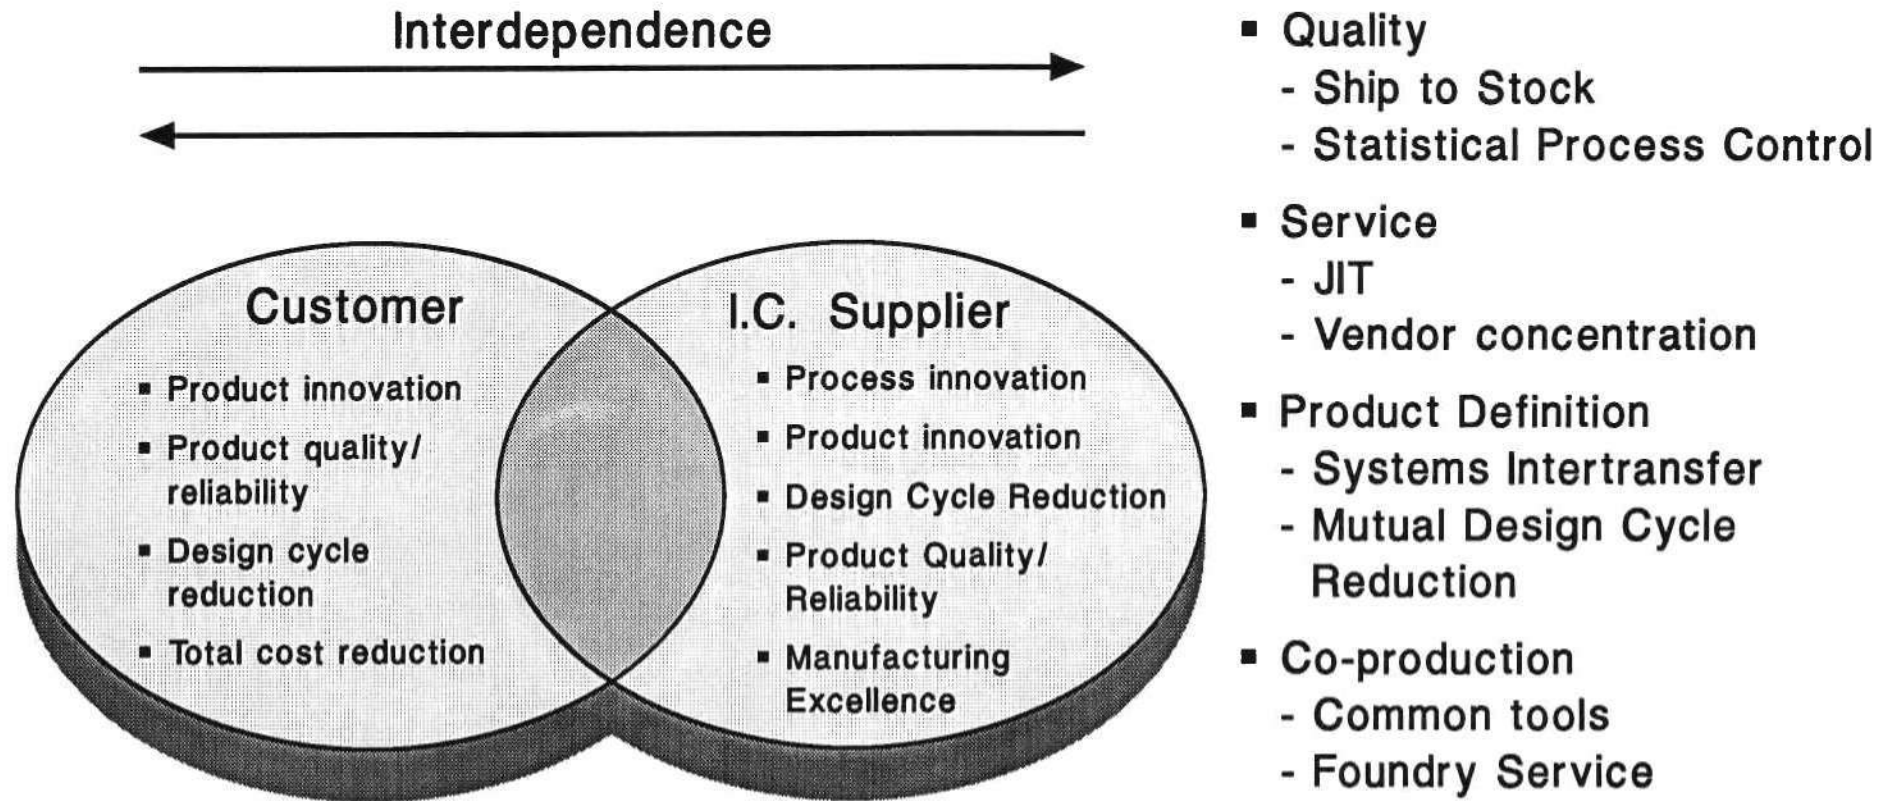 Interdependence
Customer
▪ Product innovation
▪ Product quality/
reliability
▪ Design cycle
reduction
▪ Total cost reduction
I.C. Supplier
▪ Process innovation
▪ Product innovation
▪ Design Cycle Reduction
▪ Product Quality/
Reliability
▪ Manufacturing
Excellence
▪ Quality
- Ship to Stock
- Statistical Process Control
▪ Service
- JIT
- Vendor concentration
▪ Product Definition
- Systems Intertransfer
- Mutual Design Cycle
Reduction
▪ Co-production
- Common tools
- Foundry Service